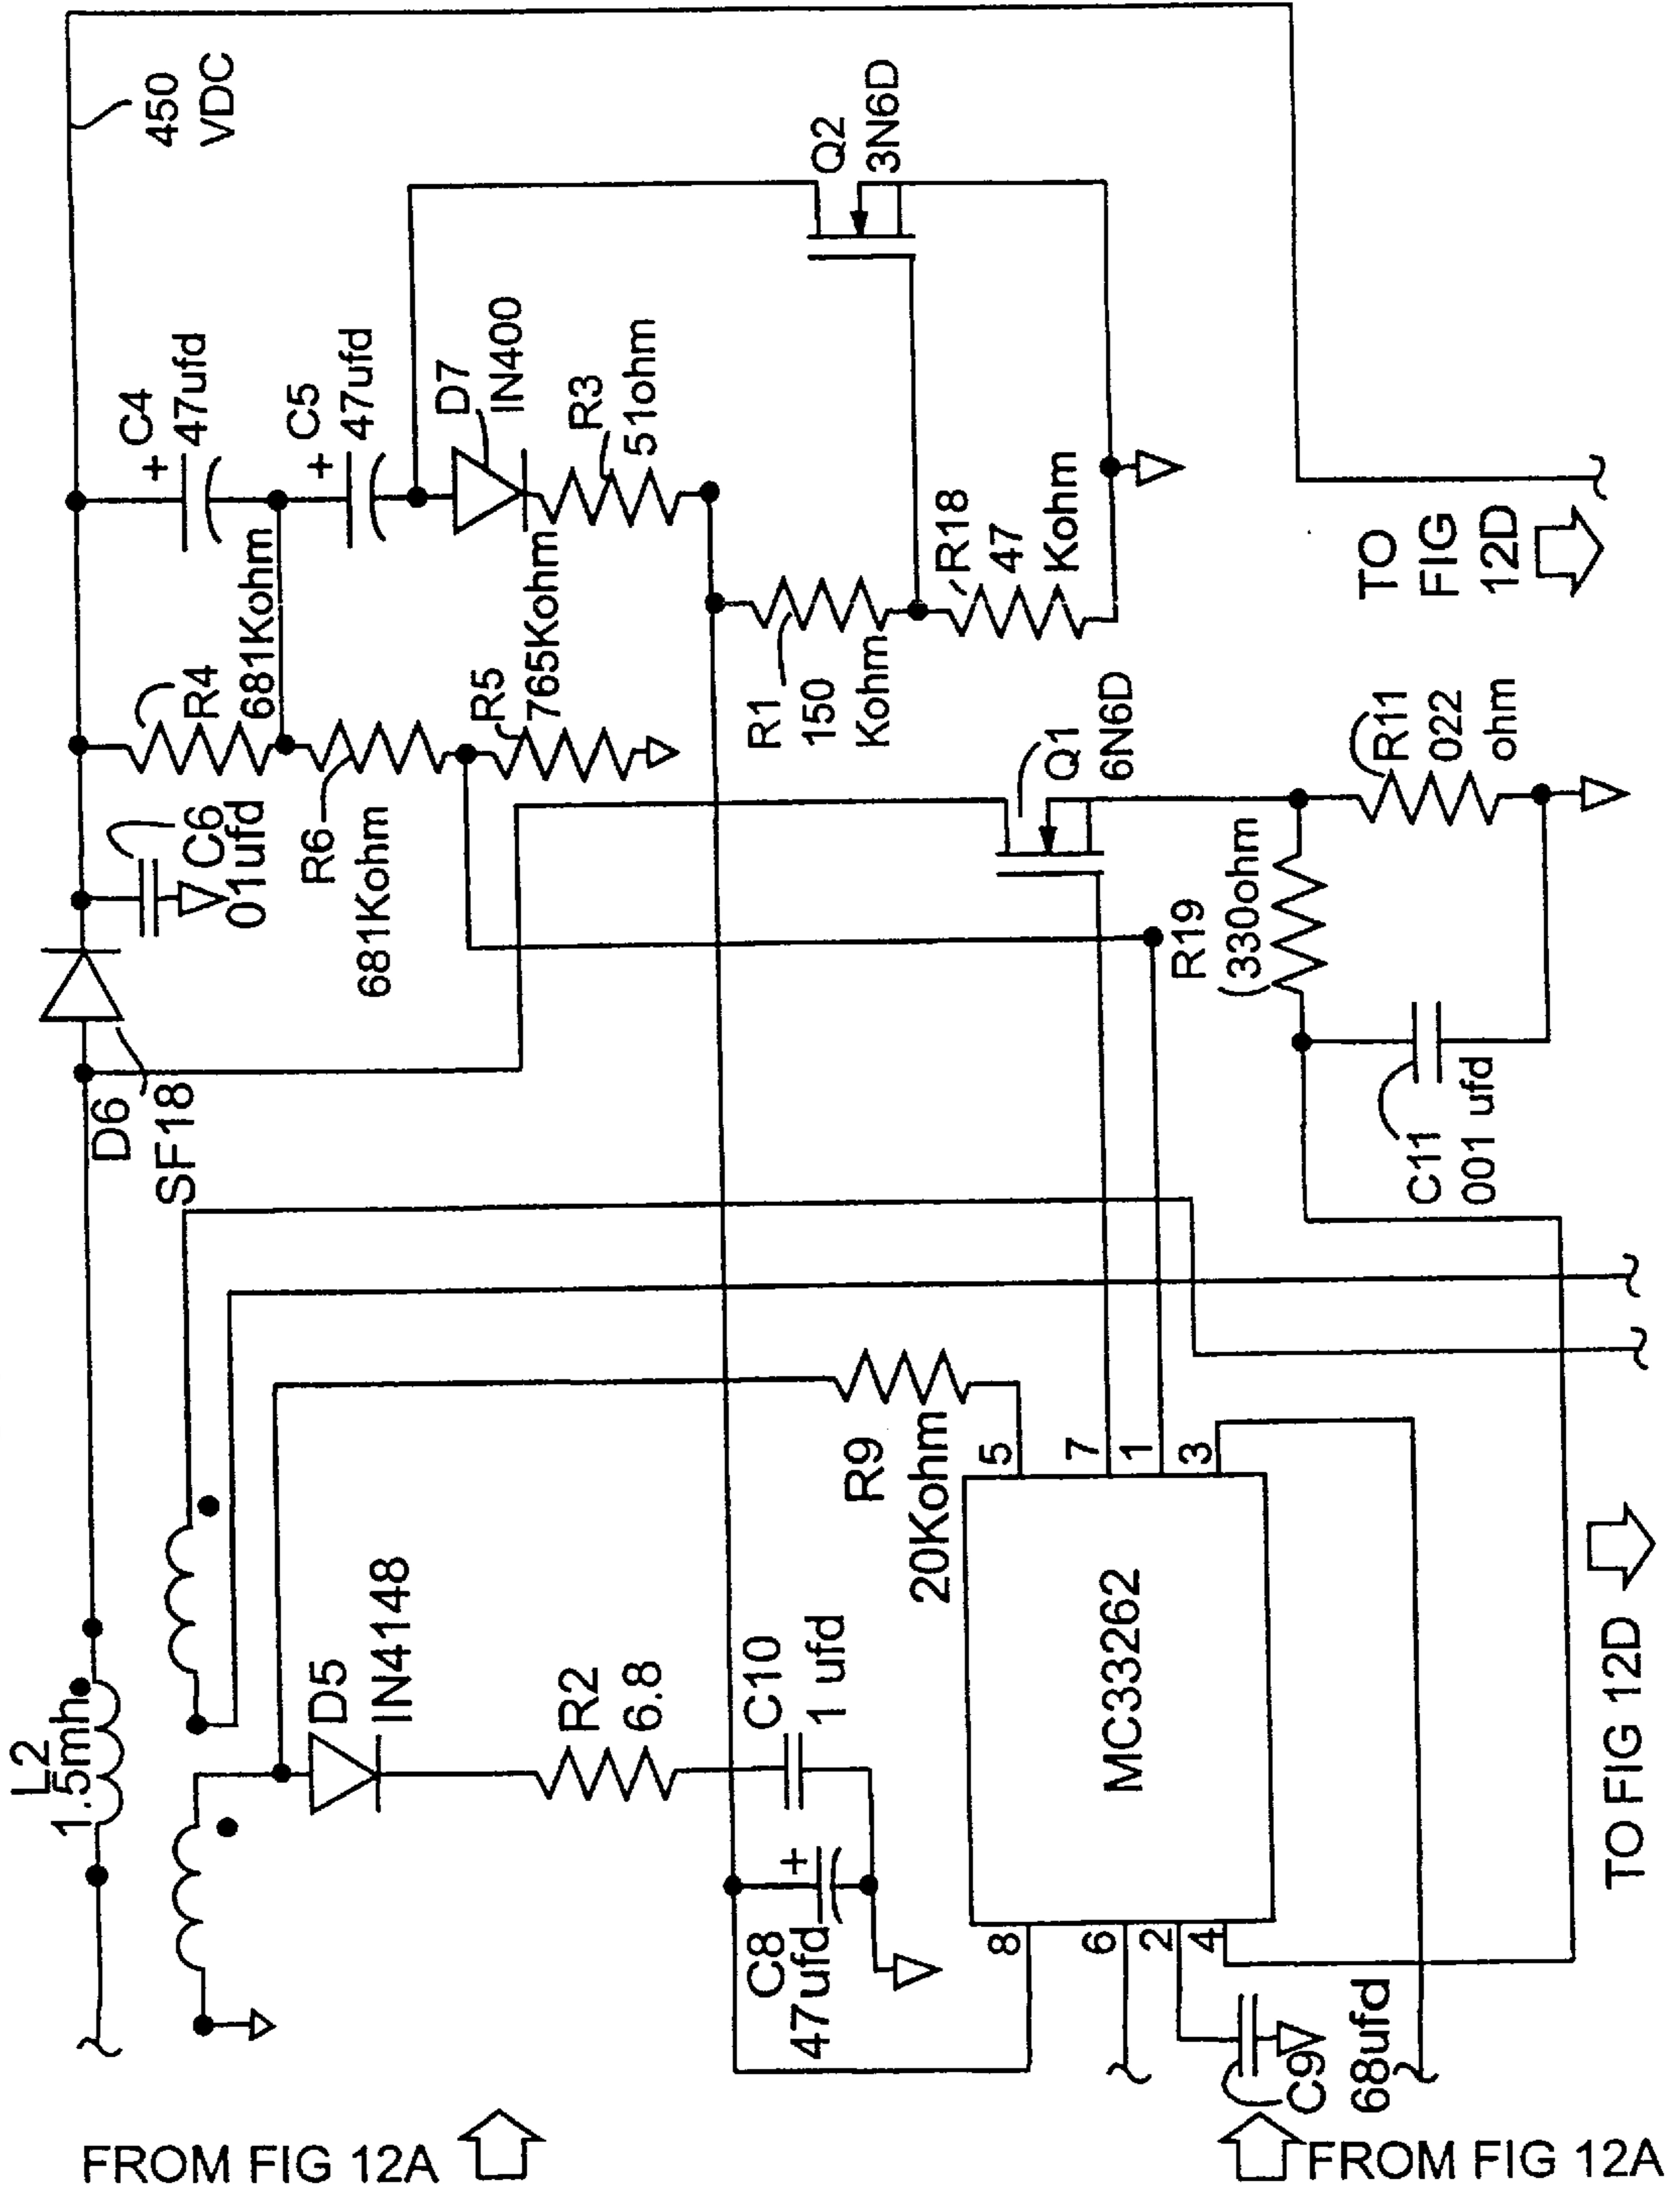 450
VDC
C4
+
47ufd
C5
+
47ufd
D7
IN400
R3
51ohm
Q2
3N6D
R4
681Kohm
R6
681Kohm
R5
765Kohm
C6
01ufd
D6
SF18
R1
150
Kohm
R18
47
Kohm
Q1
6N6D
R11
022
ohm
R19
330ohm
C11
001 ufd
TO
FIG
12D
L2
1.5mh
D5
IN4148
R2
6.8
C10
1 ufd
C8
+
47ufd
R9
20Kohm
MC33262
5
7
1
3
8
6
2
4
C9
68ufd
TO FIG 12D
FROM FIG 12A
FROM FIG 12A